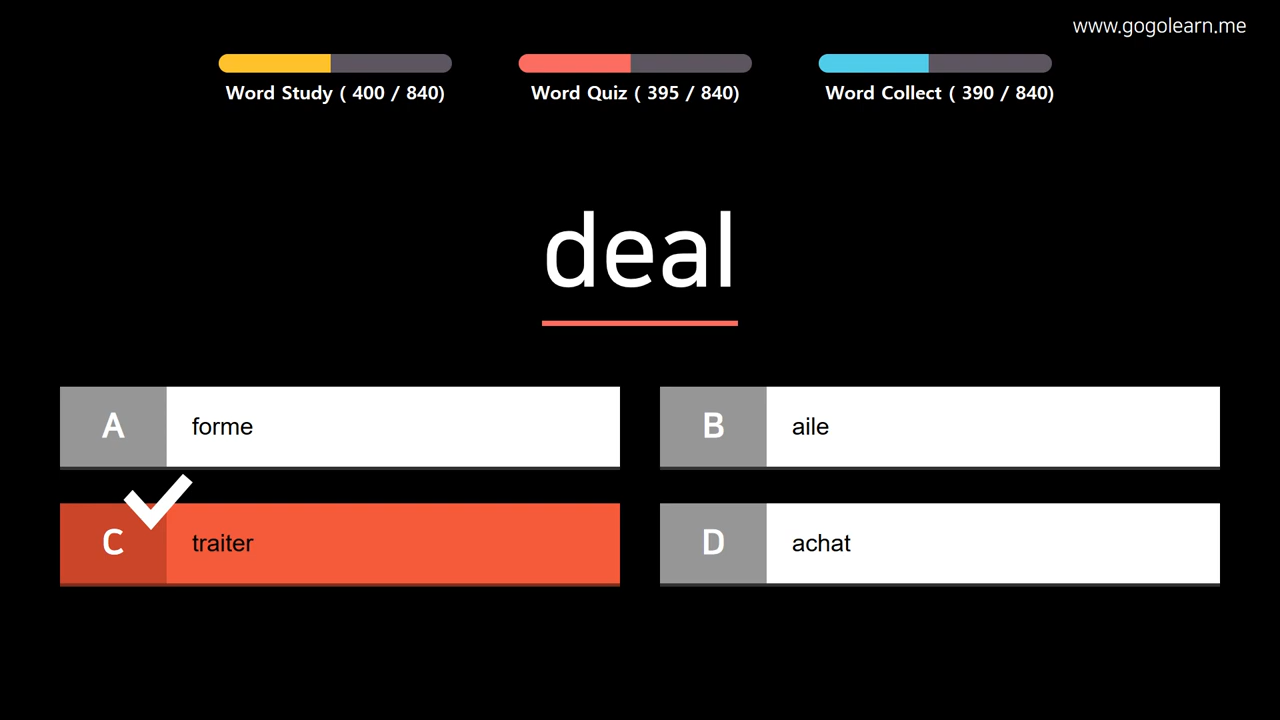 www.gogolearn.me
Word Study ( 400 / 840)
Word Quiz ( 395 / 840)
Word Collect ( 390 / 840)
deal
A forme
B aile
C traiter
D achat